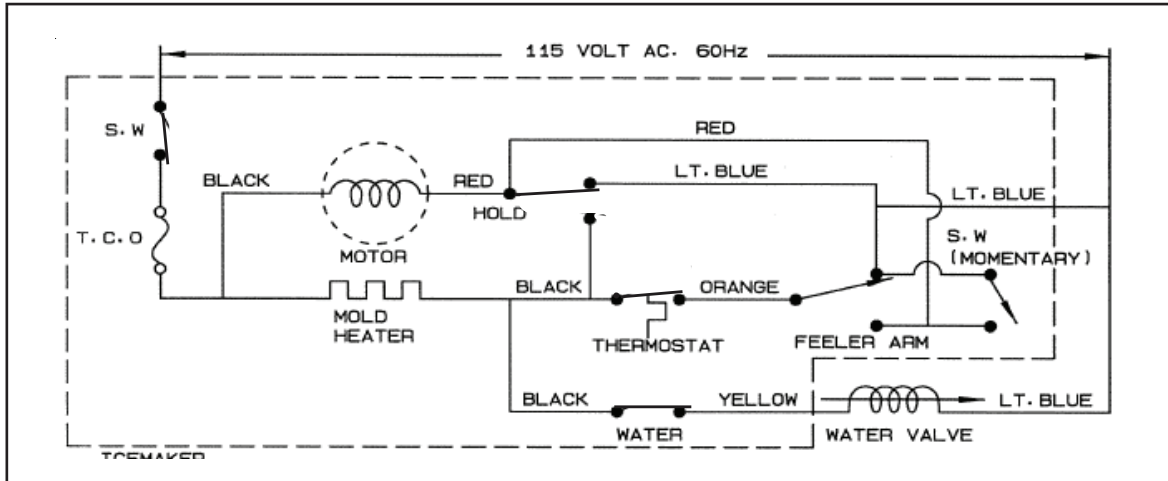 115 VOLT AC. 60Hz
S.W
RED
BLACK
RED
LT.BLUE
HOLD
LT.BLUE
T.C.O
MOTOR
S.W
(MOMENTARY)
BLACK
ORANGE
MOLD
HEATER
THERMOSTAT
FEELER ARM
BLACK
YELLOW
LT.BLUE
WATER
WATER VALVE
ICEMAKER